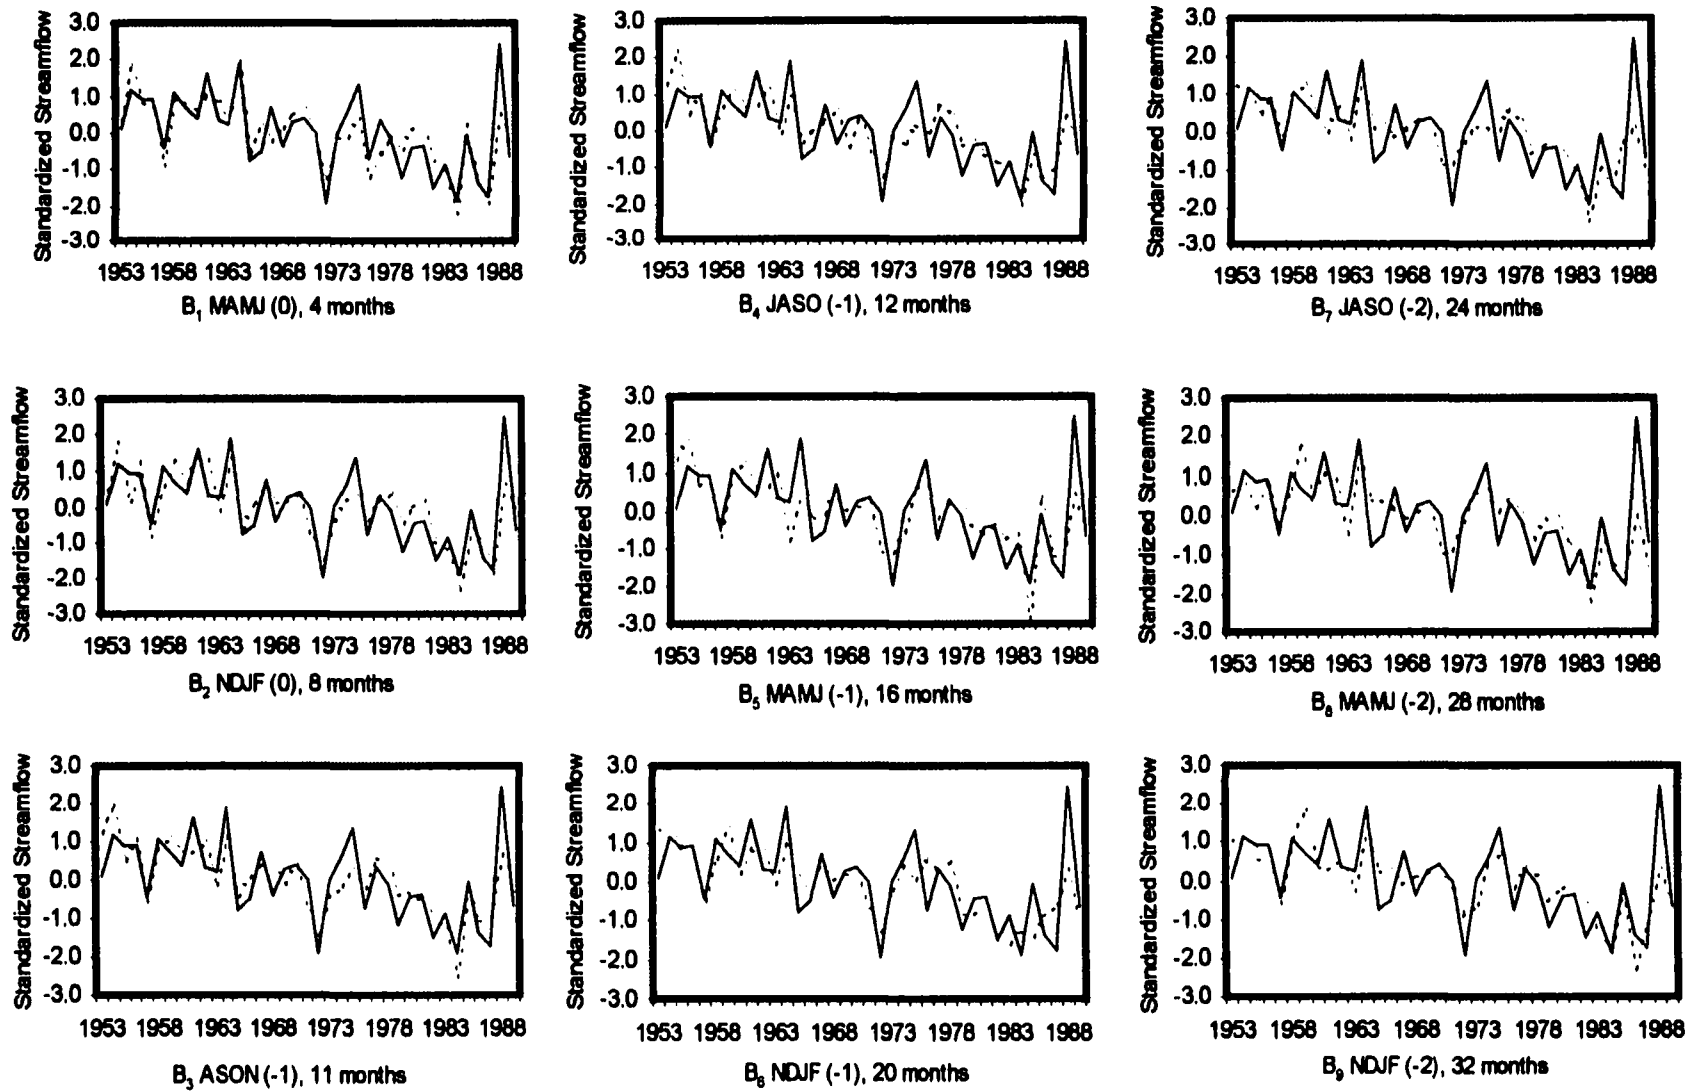 Standardized Streamflow
3.0
2.0
1.0
0.0
-1.0
-2.0
-3.0
1953 1958 1963 1968 1973 1978 1983 1988
B1 MAMJ (0), 4 months
Standardized Streamflow
3.0
2.0
1.0
0.0
-1.0
-2.0
-3.0
1953 1958 1963 1968 1973 1978 1983 1988
B4 JASO (-1), 12 months
Standardized Streamflow
3.0
2.0
1.0
0.0
-1.0
-2.0
-3.0
1953 1958 1963 1968 1973 1978 1983 1988
B7 JASO (-2), 24 months
Standardized Streamflow
3.0
2.0
1.0
0.0
-1.0
-2.0
-3.0
1953 1958 1963 1968 1973 1978 1983 1988
B2 NDJF (0), 8 months
Standardized Streamflow
3.0
2.0
1.0
0.0
-1.0
-2.0
-3.0
1953 1958 1963 1968 1973 1978 1983 1988
B5 MAMJ (-1), 16 months
Standardized Streamflow
3.0
2.0
1.0
0.0
-1.0
-2.0
-3.0
1953 1958 1963 1968 1973 1978 1983 1988
B8 MAMJ (-2), 28 months
Standardized Streamflow
3.0
2.0
1.0
0.0
-1.0
-2.0
-3.0
1953 1958 1963 1968 1973 1978 1983 1988
B3 ASON (-1), 11 months
Standardized Streamflow
3.0
2.0
1.0
0.0
-1.0
-2.0
-3.0
1953 1958 1963 1968 1973 1978 1983 1988
B6 NDJF (-1), 20 months
Standardized Streamflow
3.0
2.0
1.0
0.0
-1.0
-2.0
-3.0
1953 1958 1963 1968 1973 1978 1983 1988
B9 NDJF (-2), 32 months